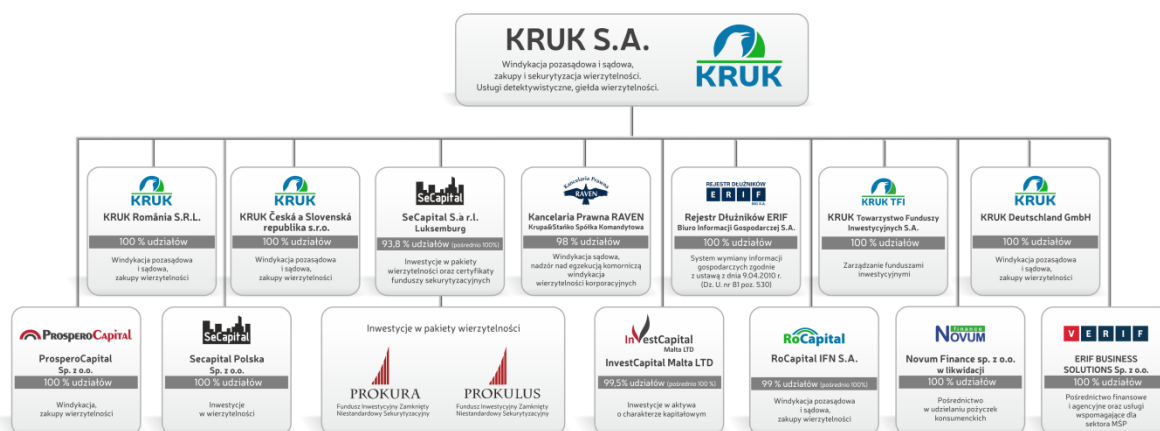 KRUK S.A.
Windykacja pozasądowa i sądowa,
zakupy i sekurytyzacja wierzytelności.
Usługi detektywistyczne, giełda wierzytelności.
KRUK
KRUK
KRUK România S.R.L.
100 % udziałów
Windykacja pozasądowa
i sądowa,
zakupy wierzytelności
KRUK
KRUK Česká a Slovenská
republika s.r.o.
100 % udziałów
Windykacja pozasądowa
i sądowa,
zakupy wierzytelności
SeCapital
SeCapital S.a r.l.
Luksemburg
93,8 % udziałów (pośrednio 100%)
Inwestycje w pakiety
wierzytelności oraz certyfikaty
funduszy sekurytyzacyjnych
Kancelaria Prawna
RAVEN
Kancelaria Prawna RAVEN
Krupa&Stańko Spółka Komandytowa
98 % udziałów
Windykacja sądowa,
nadzór nad egzekucją komorniczą
windykacja
wierzytelności korporacyjnych
REJESTR DŁUŻNIKÓW
ERIF
BIG S.A.
Rejestr Dłużników ERIF
Biuro Informacji Gospodarczej S.A.
100 % udziałów
System wymiany informacji
gospodarczych zgodnie
z ustawą z dnia 9.04.2010 r.
(Dz. U. nr 81 poz. 530)
KRUK TFI
KRUK Towarzystwo Funduszy
Inwestycyjnych S.A.
100 % udziałów
Zarządzanie funduszami
inwestycyjnymi
KRUK
KRUK Deutschland GmbH
100 % udziałów
Windykacja pozasądowa
i sądowa,
zakupy wierzytelności
PROSPEROCAPITAL
ProsperoCapital
Sp. z o.o.
100 % udziałów
Windykacja,
zakupy wierzytelności
SeCapital
Secapital Polska
Sp. z o.o.
100 % udziałów
Inwestycje
w wierzytelności
Inwestycje w pakiety wierzytelności
PROKURA
Fundusz Inwestycyjny Zamknięty
Niestandardowy Sekurytyzacyjny
PROKULUS
Fundusz Inwestycyjny Zamknięty
Niestandardowy Sekurytyzacyjny
InVestCapital
Malta LTD
InvestCapital Malta LTD
99,5% udziałów (pośrednio 100 %)
Inwestycje w aktywa
o charakterze kapitałowym
RoCapital
RoCapital IFN S.A.
99 % udziałów (pośrednio 100%)
Windykacja pozasądowa
i sądowa,
zakupy wierzytelności
finance
NOVUM
Novum Finance sp. z o.o.
w likwidacji
100 % udziałów
Pośrednictwo
w udzielaniu pożyczek
konsumenckich
VERIF
ERIF BUSINESS
SOLUTIONS Sp. z o.o.
100 % udziałów
Pośrednictwo finansowe
i agencyjne oraz usługi
wspomagające dla
sektora MŚP